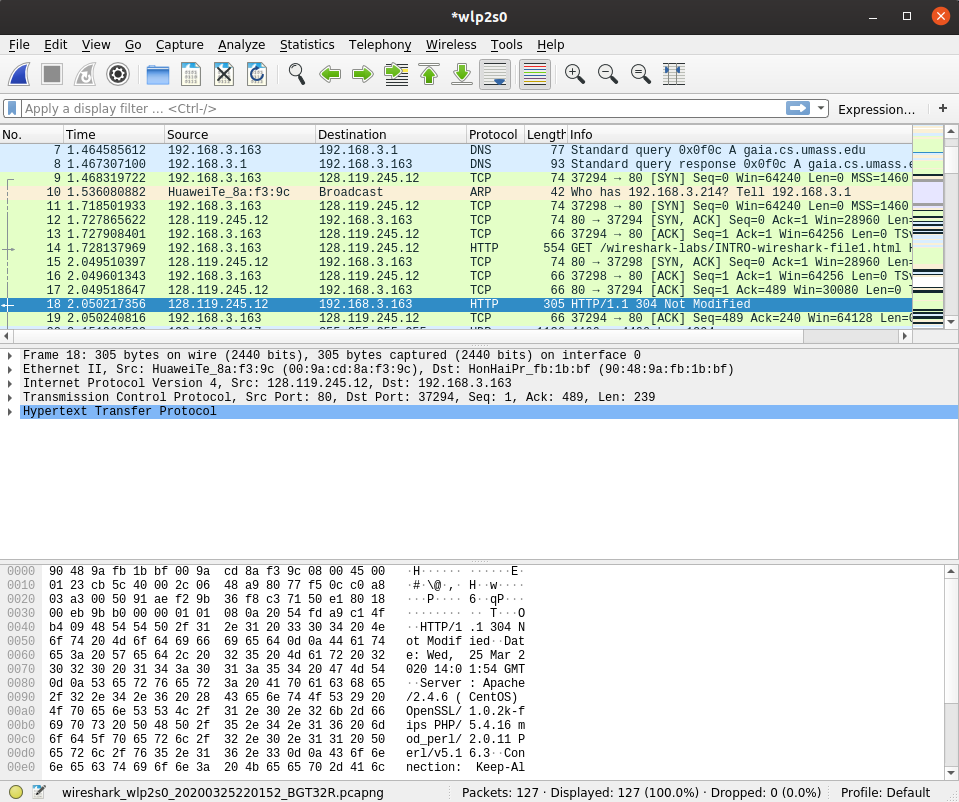 *wlp2s0
File Edit View Go Capture Analyze Statistics Telephony Wireless Tools Help
Apply a display filter ... <Ctrl-/> Expression... +
No. Time Source Destination Protocol Length Info
7 1.464585612 192.168.3.163 192.168.3.1 DNS 77 Standard query 0x0f0c A gaia.cs.umass.edu
8 1.467307100 192.168.3.1 192.168.3.163 DNS 93 Standard query response 0x0f0c A gaia.cs.umass.e
9 1.468319722 192.168.3.163 128.119.245.12 TCP 74 37294 → 80 [SYN] Seq=0 Win=64240 Len=0 MSS=1460
10 1.536080882 HuaweiTe_8a:f3:9c Broadcast ARP 42 Who has 192.168.3.214? Tell 192.168.3.1
11 1.718501933 192.168.3.163 128.119.245.12 TCP 74 37298 → 80 [SYN] Seq=0 Win=64240 Len=0 MSS=1460
12 1.727865622 128.119.245.12 192.168.3.163 TCP 74 80 → 37294 [SYN, ACK] Seq=0 Ack=1 Win=28960 Len=
13 1.727908401 192.168.3.163 128.119.245.12 TCP 66 37294 → 80 [ACK] Seq=1 Ack=1 Win=64256 Len=0 TS
14 1.728137969 192.168.3.163 128.119.245.12 HTTP 554 GET /wireshark-labs/INTRO-wireshark-file1.html H
15 2.049510397 128.119.245.12 192.168.3.163 TCP 74 80 → 37298 [SYN, ACK] Seq=0 Ack=1 Win=28960 Len=
16 2.049601343 192.168.3.163 128.119.245.12 TCP 66 37298 → 80 [ACK] Seq=1 Ack=1 Win=64256 Len=0 TS
17 2.049518647 128.119.245.12 192.168.3.163 TCP 66 80 → 37294 [ACK] Seq=1 Ack=489 Win=30080 Len=0 T
18 2.050217356 128.119.245.12 192.168.3.163 HTTP 305 HTTP/1.1 304 Not Modified
19 2.050240816 192.168.3.163 128.119.245.12 TCP 66 37294 → 80 [ACK] Seq=489 Ack=240 Win=64128 Len=0
Frame 18: 305 bytes on wire (2440 bits), 305 bytes captured (2440 bits) on interface 0
Ethernet II, Src: HuaweiTe_8a:f3:9c (00:9a:cd:8a:f3:9c), Dst: HonHaiPr_fb:1b:bf (90:48:9a:fb:1b:bf)
Internet Protocol Version 4, Src: 128.119.245.12, Dst: 192.168.3.163
Transmission Control Protocol, Src Port: 80, Dst Port: 37294, Seq: 1, Ack: 489, Len: 239
Hypertext Transfer Protocol
0000 90 48 9a fb 1b bf 00 9a cd 8a f3 9c 08 00 45 00 ·H······ ······E·
0010 01 23 cb 5c 40 00 2c 06 48 a9 80 77 f5 0c c0 a8 ·#·\@·,· H··w····
0020 03 a3 00 50 91 ae f2 9b 36 f8 c3 71 50 e1 80 18 ···P···· 6··qP···
0030 00 eb 9b b0 00 00 01 01 08 0a 20 54 fd a9 c1 4f ········ ·· T···O
0040 b4 09 48 54 54 50 2f 31 2e 31 20 33 30 34 20 4e ··HTTP/1 .1 304 N
0050 6f 74 20 4d 6f 64 69 66 69 65 64 0d 0a 44 61 74 ot Modif ied··Dat
0060 65 3a 20 57 65 64 2c 20 32 35 20 4d 61 72 20 32 e: Wed, 25 Mar 2
0070 30 32 30 20 31 34 3a 30 31 3a 35 34 20 47 4d 54 020 14:0 1:54 GMT
0080 0d 0a 53 65 72 76 65 72 3a 20 41 70 61 63 68 65 ··Server : Apache
0090 2f 32 2e 34 2e 36 20 28 43 65 6e 74 4f 53 29 20 /2.4.6 ( CentOS)
00a0 4f 70 65 6e 53 53 4c 2f 31 2e 30 2e 32 6b 2d 66 OpenSSL/ 1.0.2k-f
00b0 69 70 73 20 50 48 50 2f 35 2e 34 2e 31 36 20 6d ips PHP/ 5.4.16 m
00c0 6f 64 5f 70 65 72 6c 2f 32 2e 30 2e 31 31 20 50 od_perl/ 2.0.11 P
00d0 65 72 6c 2f 76 35 2e 31 36 2e 33 0d 0a 43 6f 6e erl/v5.1 6.3··Con
00e0 6e 65 63 74 69 6f 6e 3a 20 4b 65 65 70 2d 41 6c nection: Keep-Al
wireshark_wlp2s0_20200325220152_BGT32R.pcapng Packets: 127 · Displayed: 127 (100.0%) · Dropped: 0 (0.0%) Profile: Default